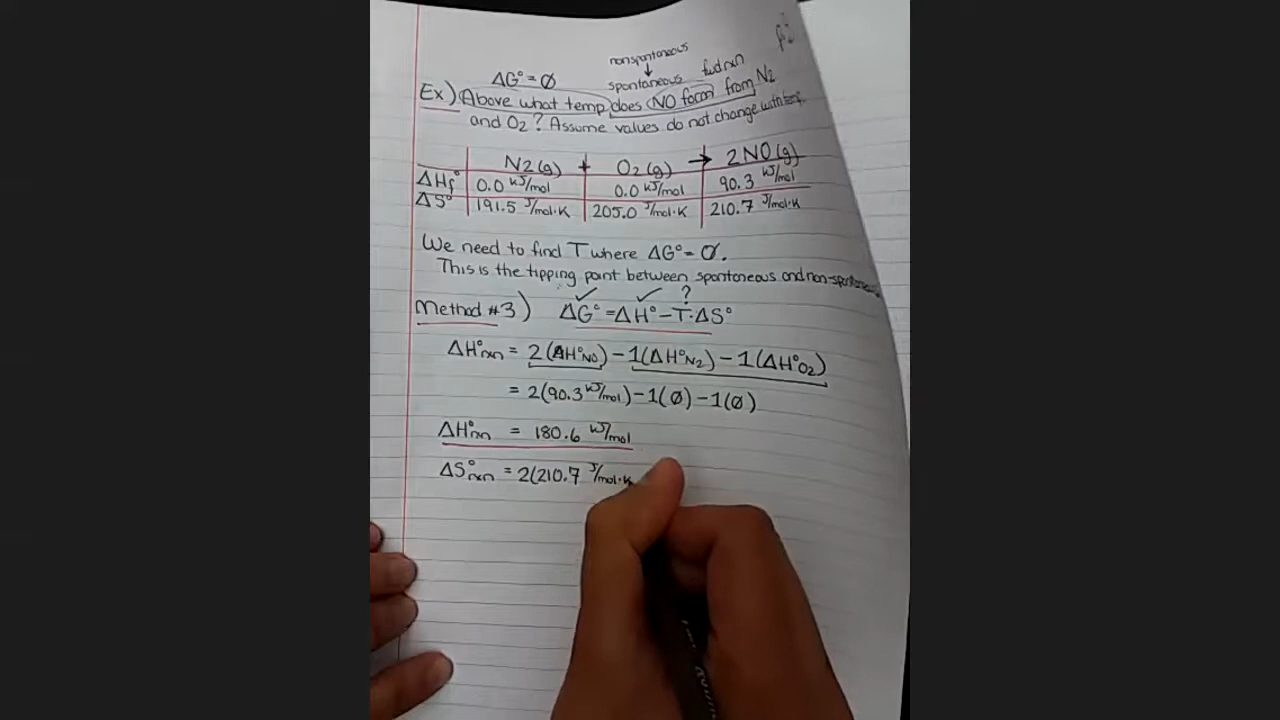 nonspontaneous
↓
ΔG° = Ø spontaneous fwd rxn
Ex) Above what temp does NO form from N2
and O2? Assume values do not change with temp.
N2(g) + O2(g) → 2NO(g)
ΔHf° 0.0 kJ/mol 0.0 kJ/mol 90.3 kJ/mol
ΔS° 191.5 J/mol·K 205.0 J/mol·K 210.7 J/mol·K
We need to find T where ΔG° = Ø.
This is the tipping point between spontaneous and non-spontaneous
✓ ✓ ?
Method #3) ΔG° = ΔH° - T·ΔS°
ΔH°rxn = 2(ΔH°NO) - 1(ΔH°N2) - 1(ΔH°O2)
= 2(90.3 kJ/mol) - 1(Ø) - 1(Ø)
ΔH°rxn = 180.6 kJ/mol
ΔS°rxn = 2(210.7 J/mol·K